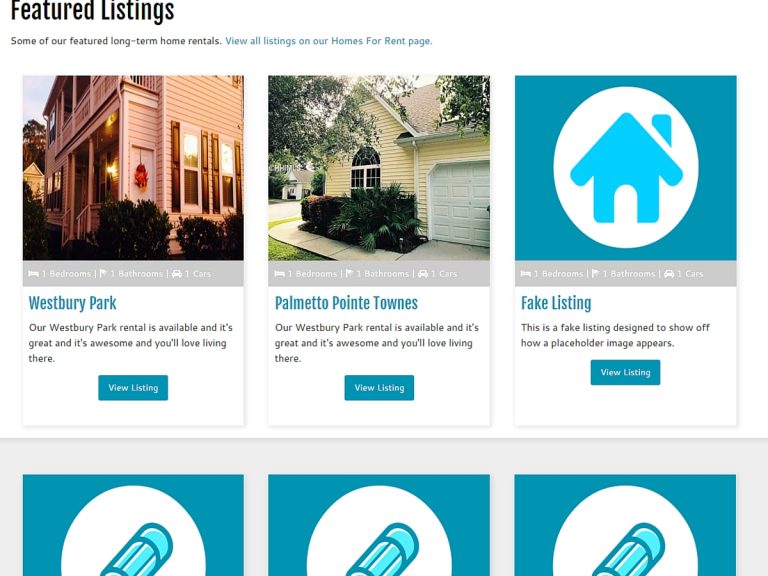 Featured Listings
Some of our featured long-term home rentals. View all listings on our Homes For Rent page.
1 Bedrooms | 1 Bathrooms | 1 Cars
1 Bedrooms | 1 Bathrooms | 1 Cars
1 Bedrooms | 1 Bathrooms | 1 Cars
Westbury Park
Our Westbury Park rental is available and it's
great and it's awesome and you'll love living
there.
View Listing
Palmetto Pointe Townes
Our Westbury Park rental is available and it's
great and it's awesome and you'll love living
there.
View Listing
Fake Listing
This is a fake listing designed to show off
how a placeholder image appears.
View Listing